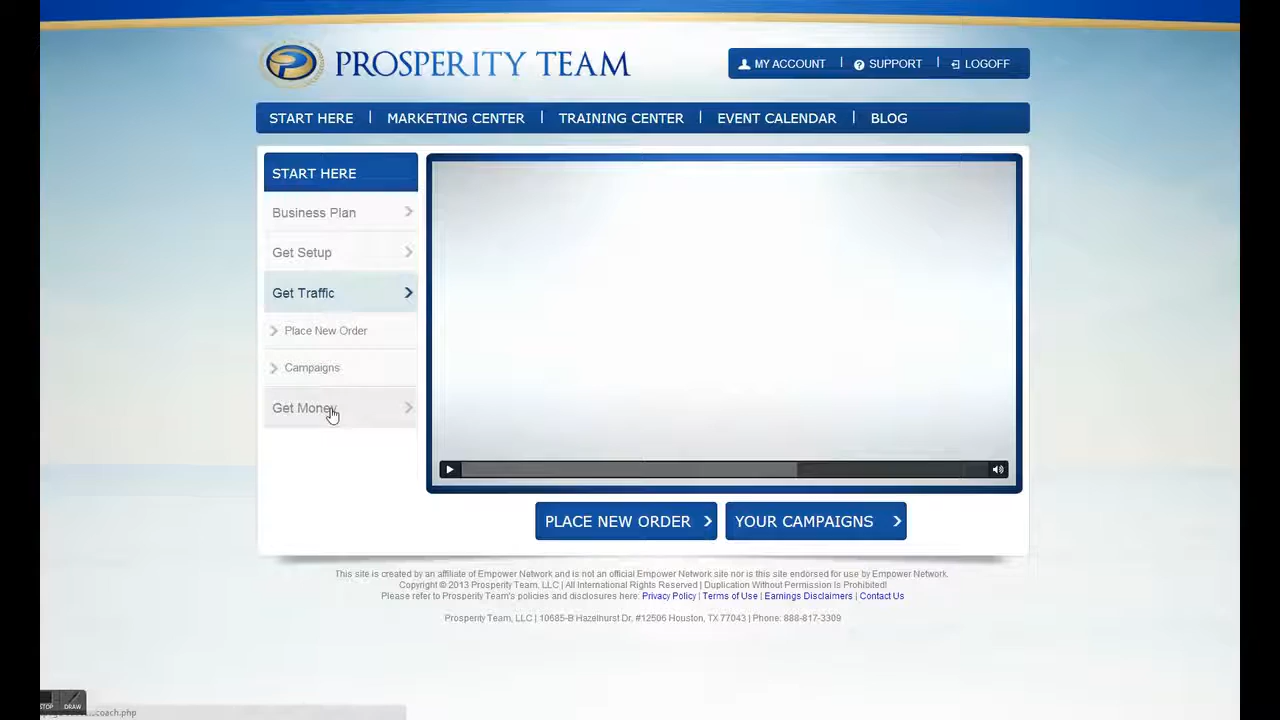 PROSPERITY TEAM
MY ACCOUNT
SUPPORT
LOGOFF
START HERE
MARKETING CENTER
TRAINING CENTER
EVENT CALENDAR
BLOG
START HERE
Business Plan
Get Setup
Get Traffic
Place New Order
Campaigns
Get Money
PLACE NEW ORDER
YOUR CAMPAIGNS
This site is created by an affiliate of Empower Network and is not an official Empower Network site nor is this site endorsed for use by Empower Network.
Copyright © 2013 Prosperity Team, LLC | All International Rights Reserved | Duplication Without Permission Is Prohibited!
Please refer to Prosperity Team's policies and disclosures here: Privacy Policy | Terms of Use | Earnings Disclaimers | Contact Us
Prosperity Team, LLC | 10685-B Hazelhurst Dr, #12506 Houston, TX 77043 | Phone: 888-817-3309
DRAW